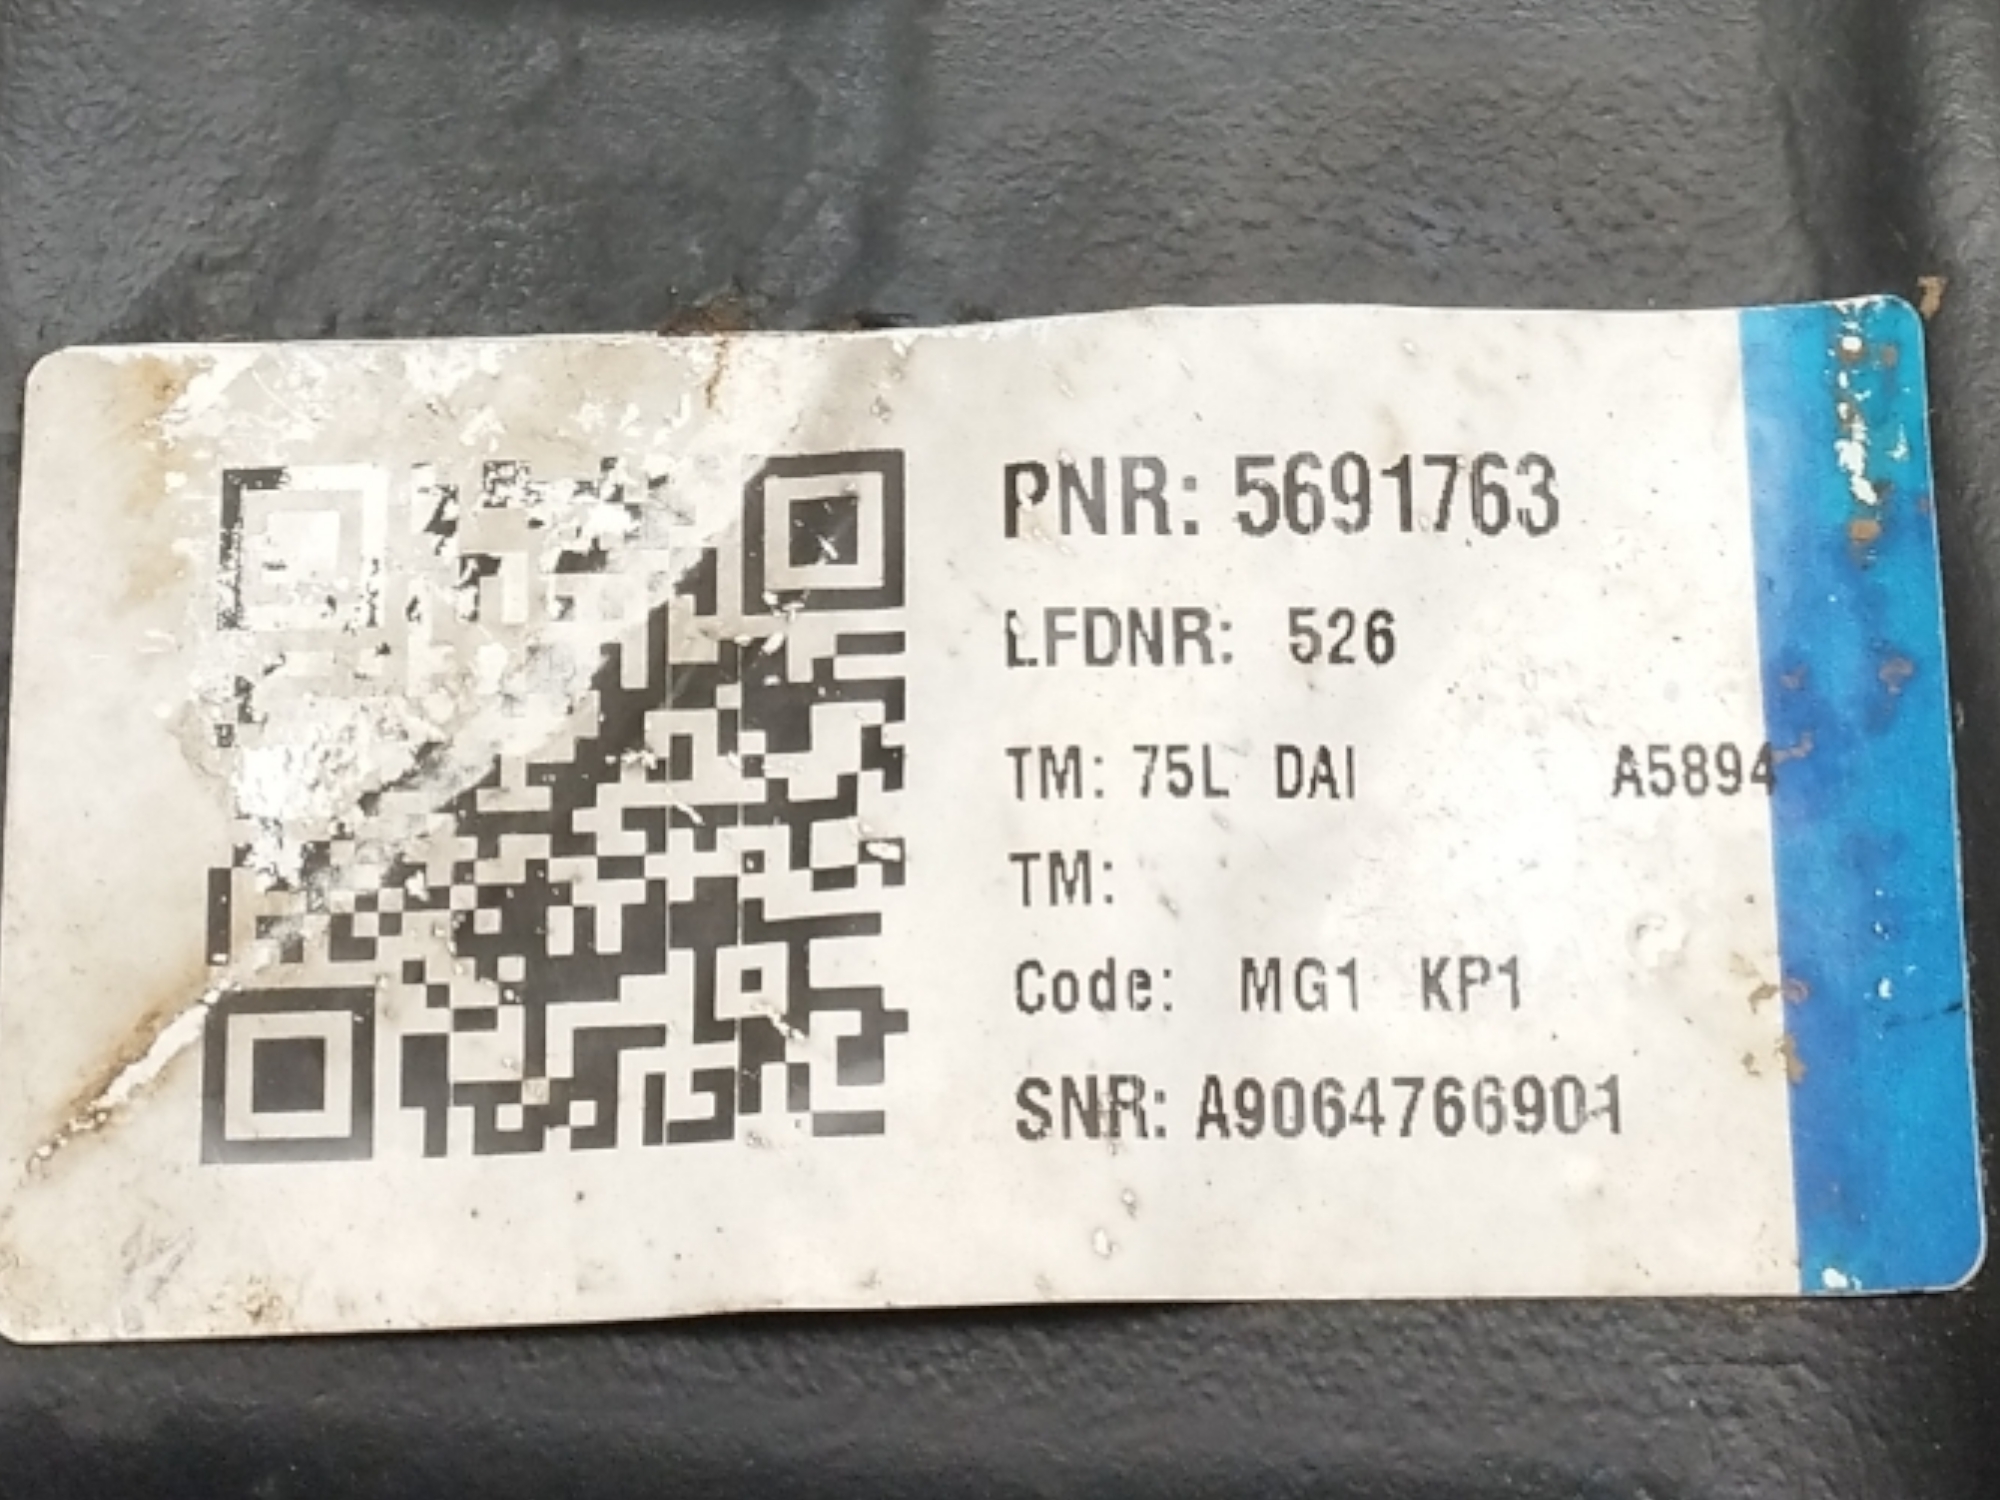 PNR: 5691763
LFDNR: 526
TM: 75L DAI A5894
TM:
Code: MG1 KP1
SNR: A9064766901